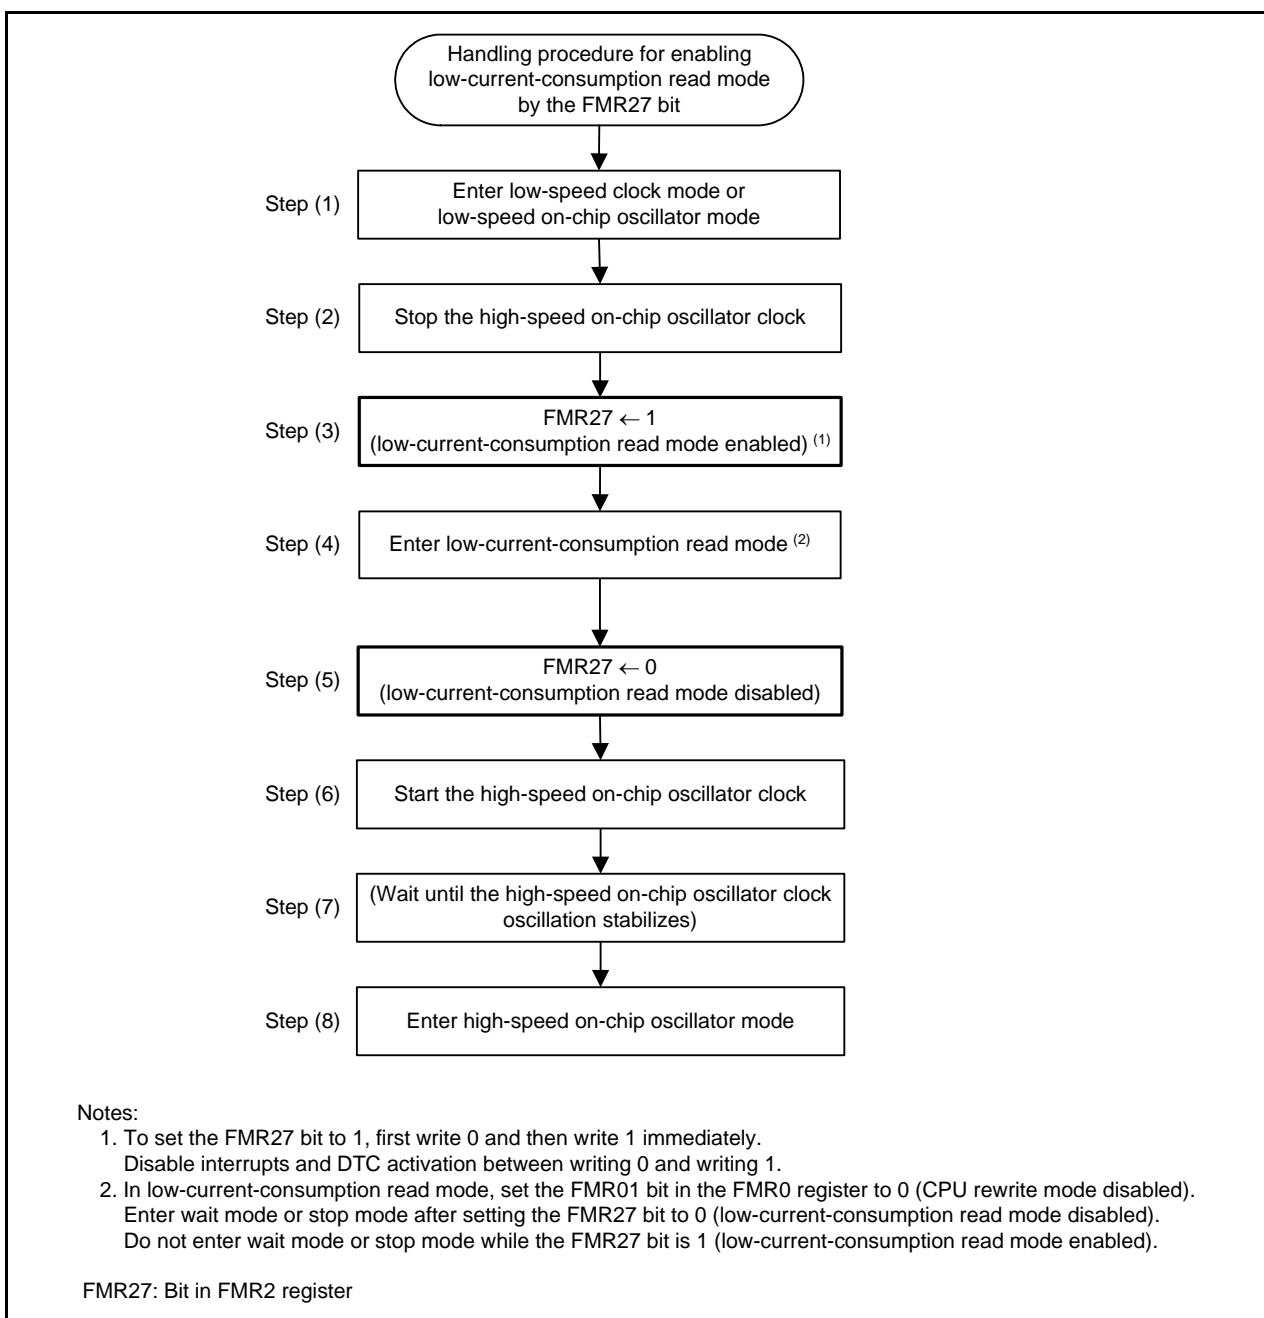 Handling procedure for enabling
low-current-consumption read mode
by the FMR27 bit
Step (1)
Enter low-speed clock mode or
low-speed on-chip oscillator mode
Step (2)
Stop the high-speed on-chip oscillator clock
Step (3)
FMR27 ← 1
(low-current-consumption read mode enabled) (1)
Step (4)
Enter low-current-consumption read mode (2)
Step (5)
FMR27 ← 0
(low-current-consumption read mode disabled)
Step (6)
Start the high-speed on-chip oscillator clock
Step (7)
(Wait until the high-speed on-chip oscillator clock
oscillation stabilizes)
Step (8)
Enter high-speed on-chip oscillator mode
Notes:
1. To set the FMR27 bit to 1, first write 0 and then write 1 immediately.
Disable interrupts and DTC activation between writing 0 and writing 1.
2. In low-current-consumption read mode, set the FMR01 bit in the FMR0 register to 0 (CPU rewrite mode disabled).
Enter wait mode or stop mode after setting the FMR27 bit to 0 (low-current-consumption read mode disabled).
Do not enter wait mode or stop mode while the FMR27 bit is 1 (low-current-consumption read mode enabled).
FMR27: Bit in FMR2 register